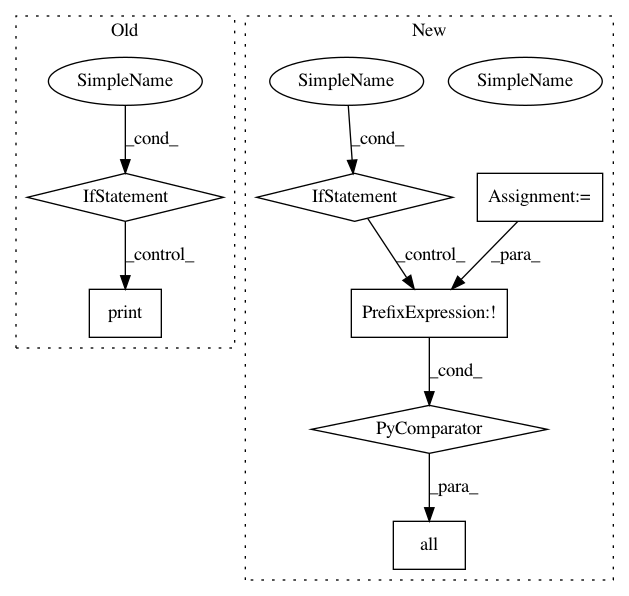 Old
New
SimpleName
SimpleName
SimpleName
_cond_
_cond_
IfStatement
IfStatement
Assignment:=
_control_
_control_
_para_
print
PrefixExpression:!
_cond_
PyComparator
_para_
all